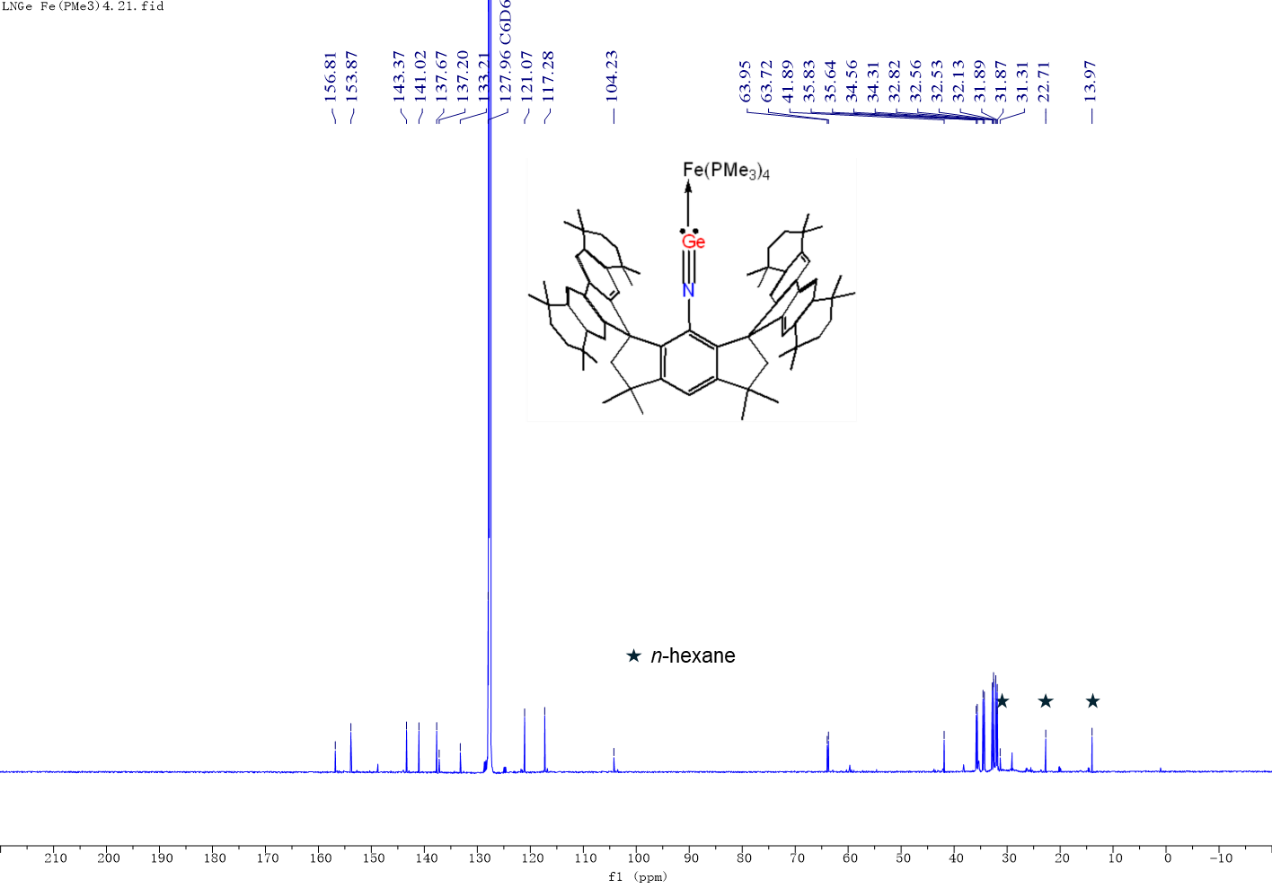 LNGe Fe(PMe3)4.21.fid
156.81
153.87
143.37
141.02
137.67
137.20
133.21
127.96 C6D6
121.07
117.28
104.23
63.95
63.72
41.89
35.83
35.64
34.56
34.31
32.82
32.56
32.53
32.13
31.89
31.87
31.31
22.71
13.97
Fe(PMe₃)₄
Ge
N
★ n-hexane
★ ★ ★
210 200 190 180 170 160 150 140 130 120 110 100 90 80 70 60 50 40 30 20 10 0 -10
f1 (ppm)